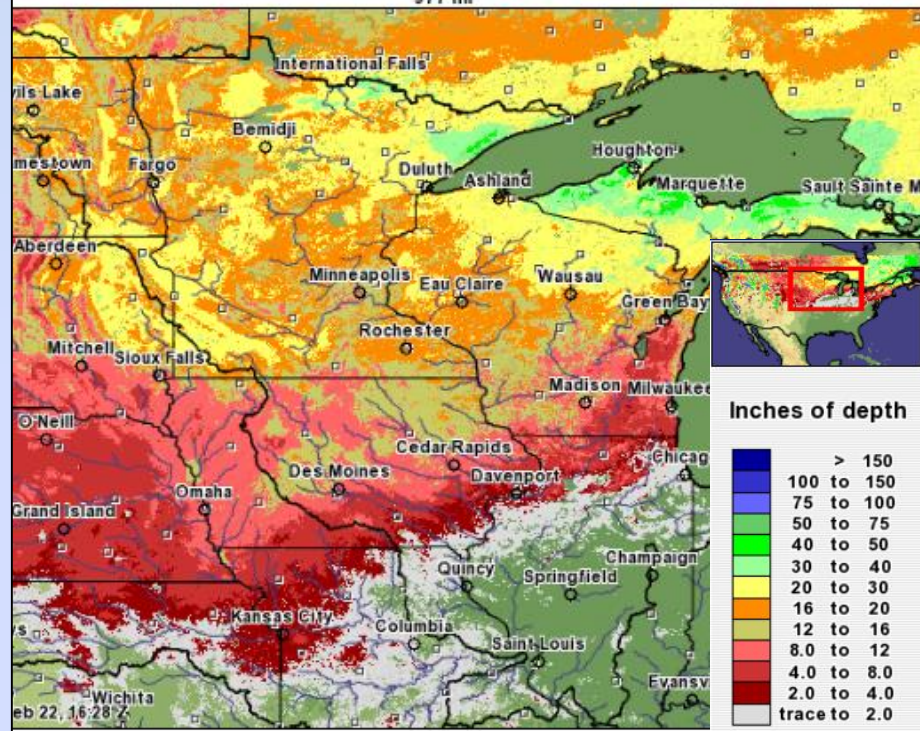 International Falls
vils Lake
Bemidji
Houghton
mestown
Fargo
Duluth
Ashland
Marquette
Sault Sainte M
Aberdeen
Minneapolis
Eau Claire
Wausau
Green Bay
Rochester
Mitchell
Sioux Falls
Madison
Milwaukee
O'Neill
Cedar Rapids
Chicag
Des Moines
Davenport
Omaha
Grand Island
Champaign
Quincy
Springfield
Kansas City
Columbia
Saint Louis
ys
Evansv
Wichita
eb 22, 16:28 Z
Inches of depth
> 150
100 to 150
75 to 100
50 to 75
40 to 50
30 to 40
20 to 30
16 to 20
12 to 16
8.0 to 12
4.0 to 8.0
2.0 to 4.0
trace to 2.0